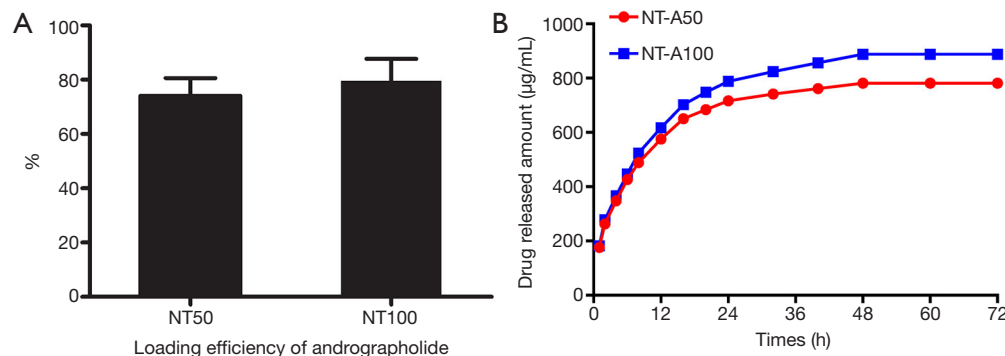 A
100
80
60
40
80
0
%
NT50
NT100
Loading efficiency of andrographolide
B
NT-A50
NT-A100
1000
800
600
400
200
0
Drug released amount (µg/mL)
0
12
24
36
48
60
72
Times (h)